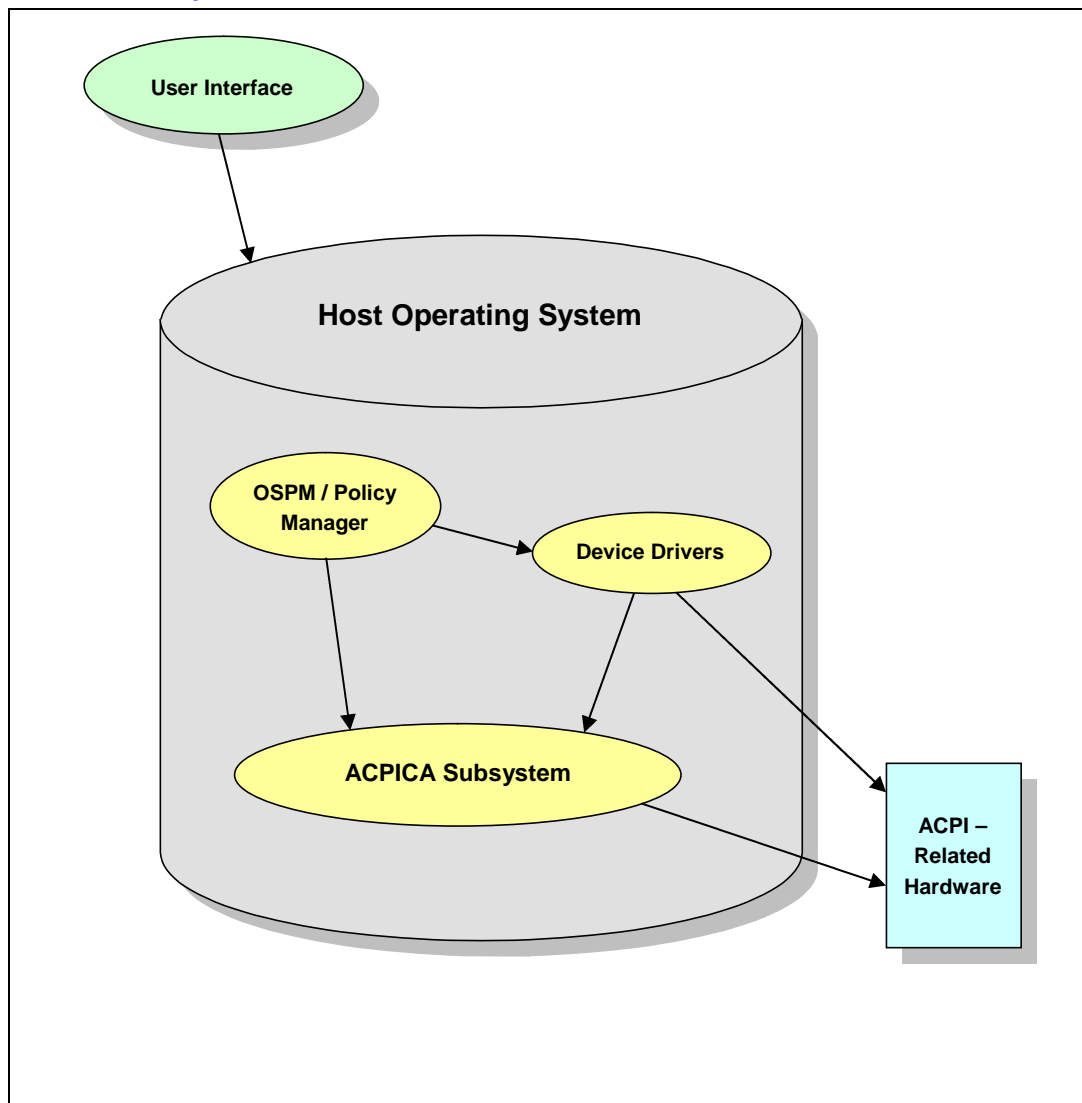 User Interface
Host Operating System
OSPM / Policy
Manager
Device Drivers
ACPICA Subsystem
ACPI –
Related
Hardware